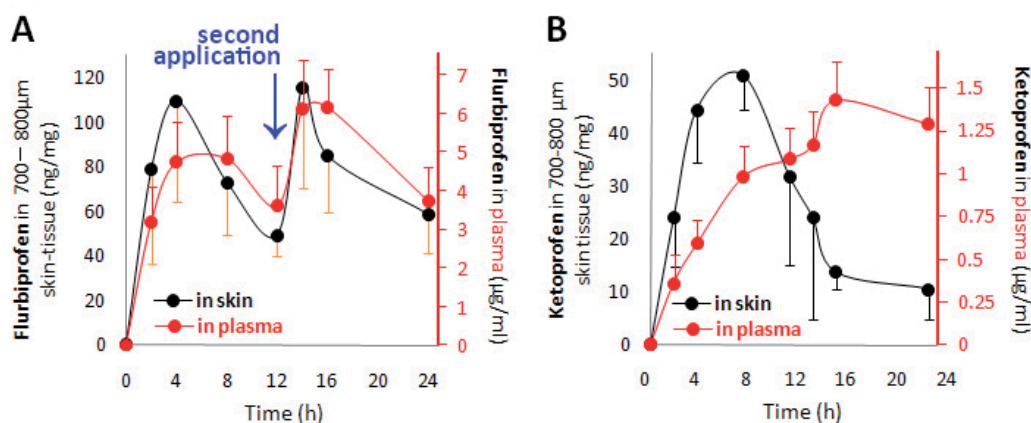 A
second
application
Flurbiprofen in 700–800µm
skin-tissue (ng/mg)
120
100
80
60
40
20
0
7
6
5
4
3
2
1
0
Flurbiprofen in plasma
(µg/ml)
in skin
in plasma
0 4 8 12 16 20 24
Time (h)
B
Ketoprofen in 700-800 µm
skin tissue (ng/mg)
50
40
30
20
10
0
1.5
1.25
1
0.75
0.5
0.25
0
Ketoprofen in plasma
(µg/ml)
in skin
in plasma
0 4 8 12 16 20 24
Time (h)